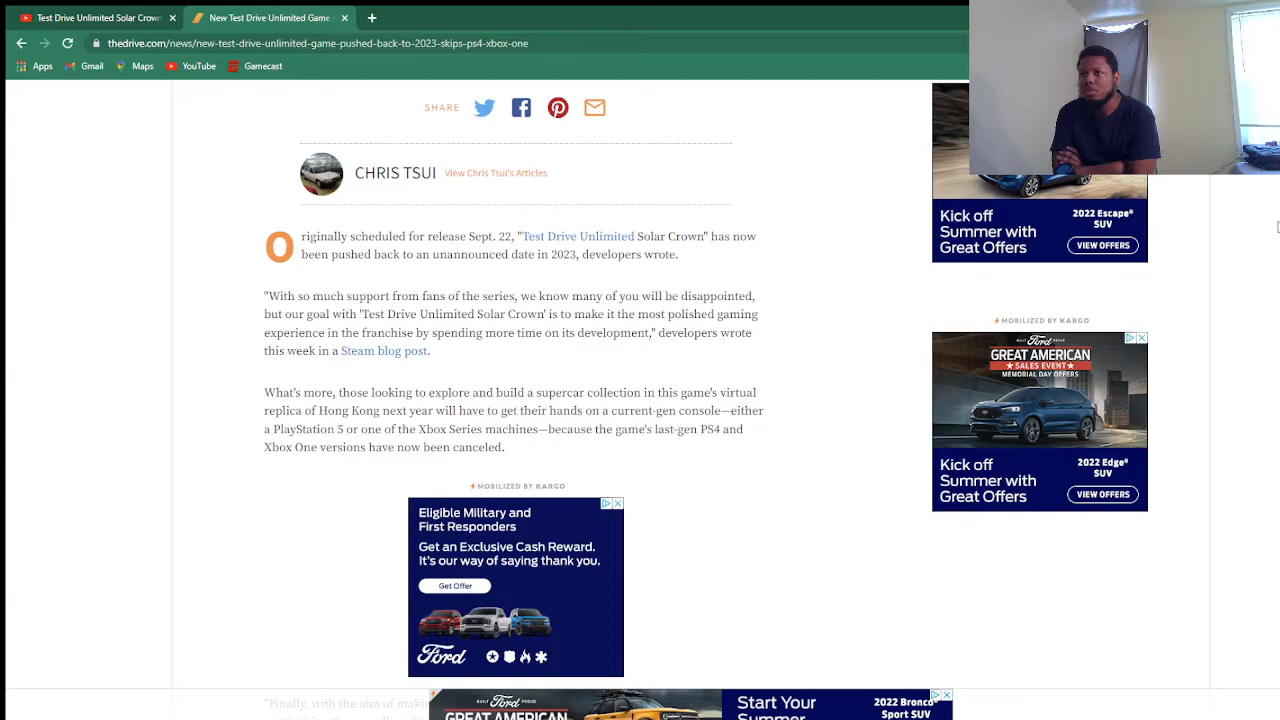 Test Drive Unlimited Solar Crown
New Test Drive Unlimited Game
thedrive.com/news/new-test-drive-unlimited-game-pushed-back-to-2023-skips-ps4-xbox-one
Apps Gmail Maps YouTube Gamecast
SHARE
CHRIS TSUI View Chris Tsui's Articles
Originally scheduled for release Sept. 22, "Test Drive Unlimited Solar Crown" has now
been pushed back to an unannounced date in 2023, developers wrote.
"With so much support from fans of the series, we know many of you will be disappointed,
but our goal with 'Test Drive Unlimited Solar Crown' is to make it the most polished gaming
experience in the franchise by spending more time on its development," developers wrote
this week in a Steam blog post.
What's more, those looking to explore and build a supercar collection in this game's virtual
replica of Hong Kong next year will have to get their hands on a current-gen console—either
a PlayStation 5 or one of the Xbox Series machines—because the game's last-gen PS4 and
Xbox One versions have now been canceled.
MOBILIZED BY KARGO
Eligible Military and
First Responders
Get an Exclusive Cash Reward.
It's our way of saying thank you.
Get Offer
Ford
"Finally, with the aim of making
Kick off
Summer with
Great Offers
2022 Escape®
SUV
VIEW OFFERS
MOBILIZED BY KARGO
BUILT Ford PROUD
GREAT AMERICAN
★SALES EVENT★
MEMORIAL DAY OFFERS
Kick off
Summer with
Great Offers
2022 Edge®
SUV
VIEW OFFERS
BUILT Ford PROUD
GREAT AMERICAN
Start Your
Summer
2022 Bronco®
Sport SUV